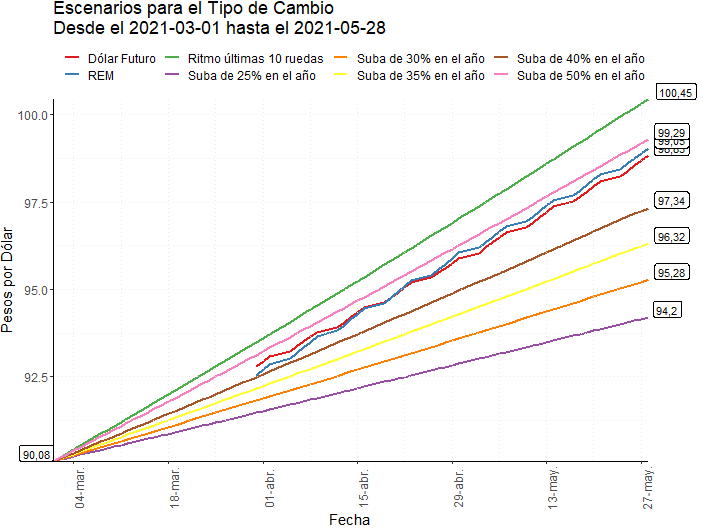 Escenarios para el Tipo de Cambio
Desde el 2021-03-01 hasta el 2021-05-28
Dólar Futuro Ritmo últimas 10 ruedas Suba de 30% en el año Suba de 40% en el año
REM Suba de 25% en el año Suba de 35% en el año Suba de 50% en el año
100,45
100.0
99,29
99,05
98,85
97.5
97,34
96,32
95,28
95.0
94,2
92.5
90,08
Pesos por Dólar
04-mar.
18-mar.
01-abr.
15-abr.
29-abr.
13-may.
27-may.
Fecha